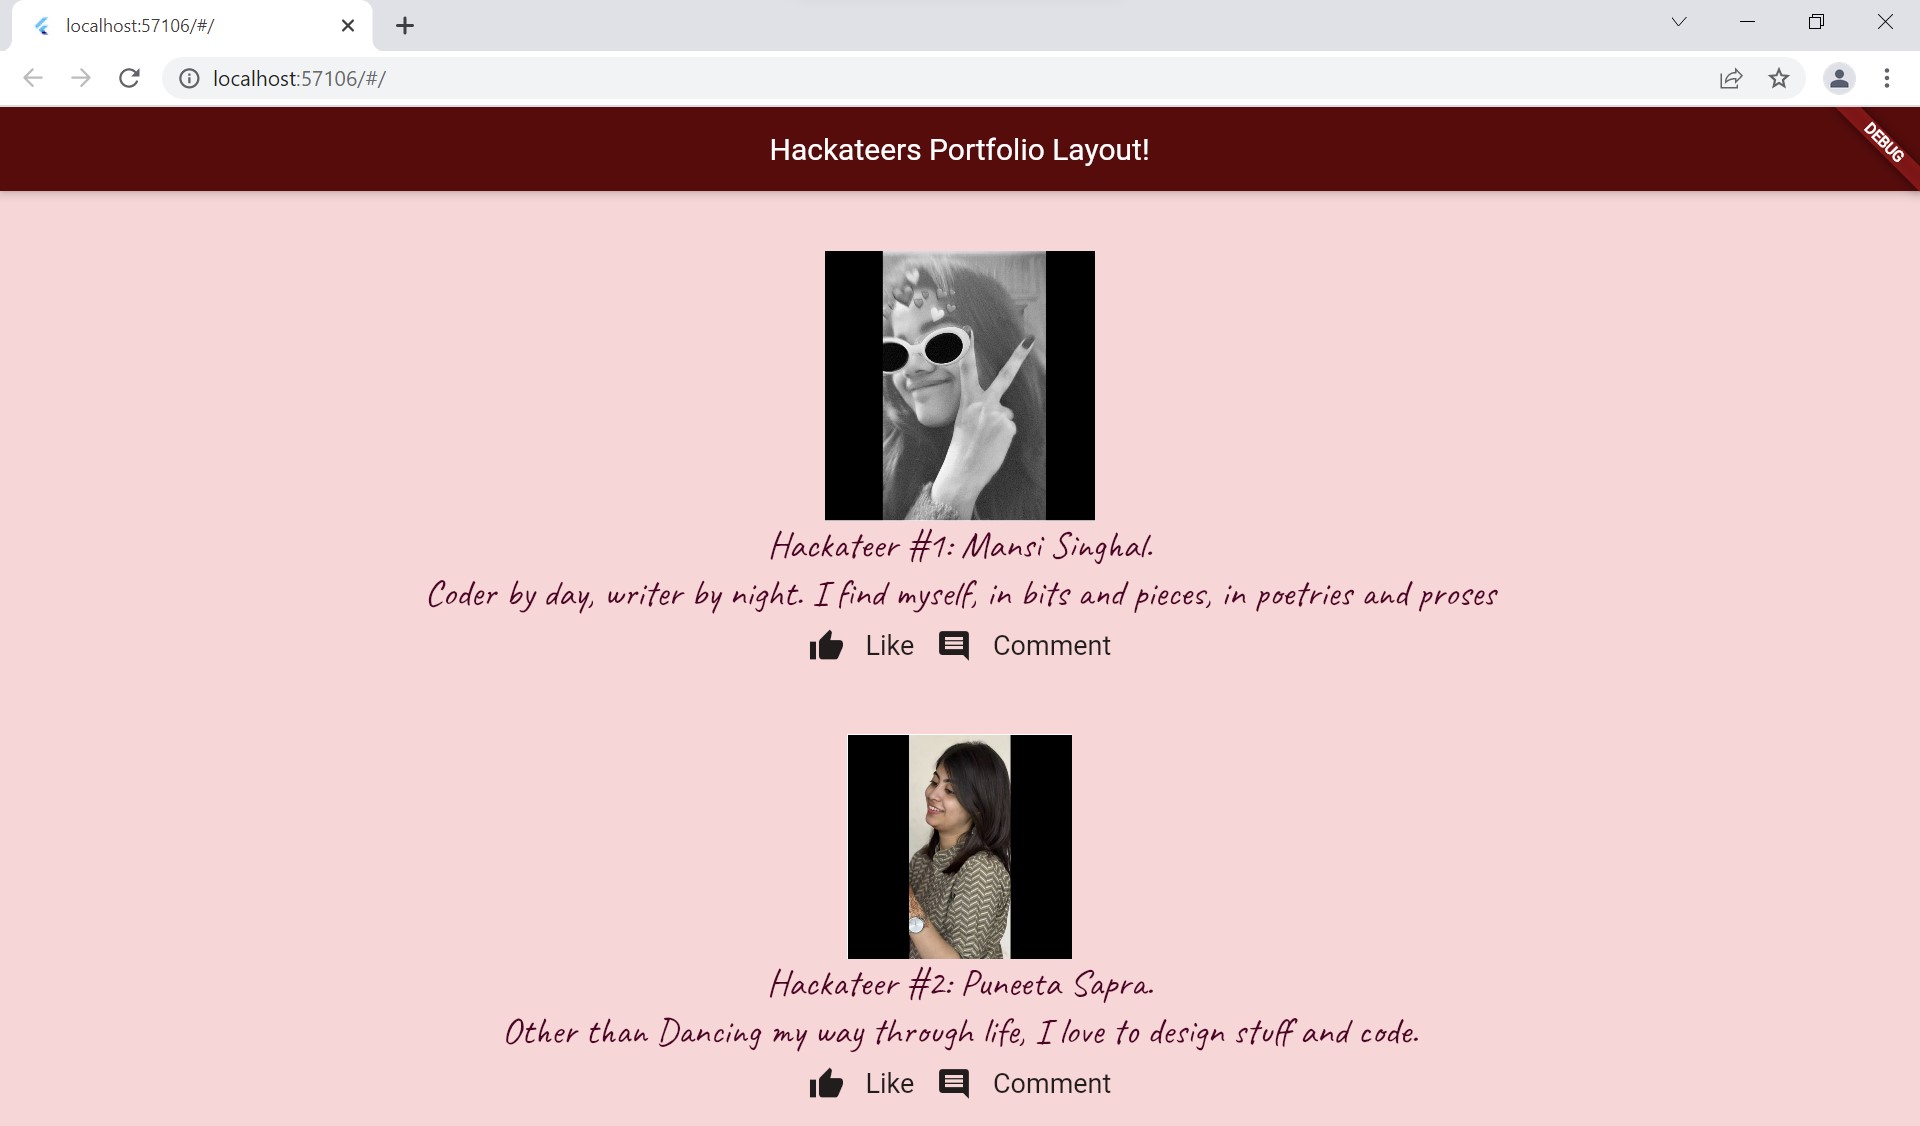 localhost:57106/#/
localhost:57106/#/
Hackateers Portfolio Layout!
DEBUG
Hackateer #1: Mansi Singhal.
Coder by day, writer by night. I find myself, in bits and pieces, in poetries and proses
Like Comment
Hackateer #2: Puneeta Sapra.
Other than Dancing my way through life, I love to design stuff and code.
Like Comment